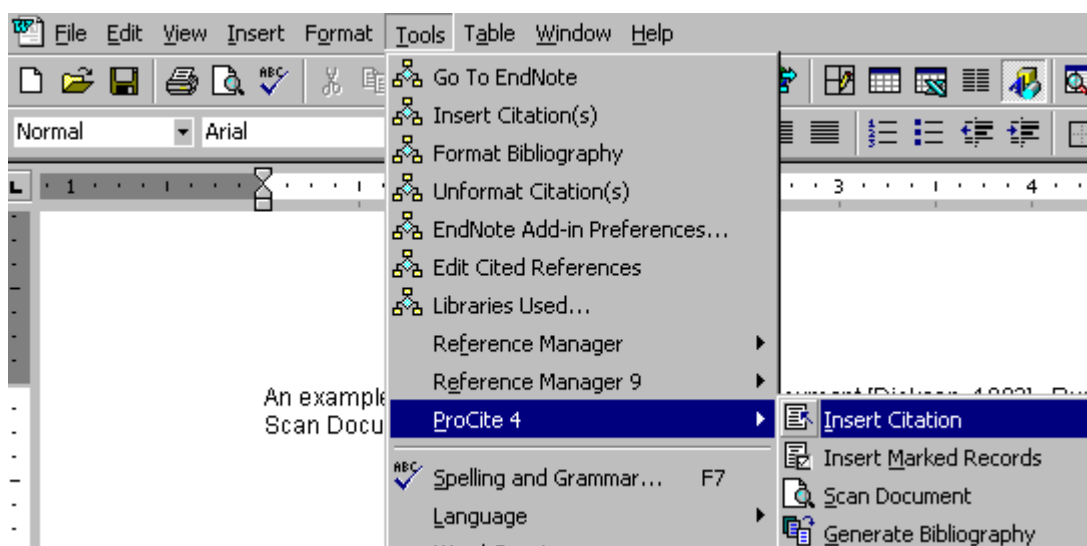 File Edit View Insert Format Tools Table Window Help
Go To EndNote
ABC
Insert Citation(s)
Normal Arial
Format Bibliography
Unformat Citation(s)
1 3 4
EndNote Add-in Preferences...
Edit Cited References
Libraries Used...
Reference Manager
Reference Manager 9
An example
Scan Docu
ProCite 4
Insert Citation
Insert Marked Records
ABC Spelling and Grammar... F7
Scan Document
Language
Generate Bibliography